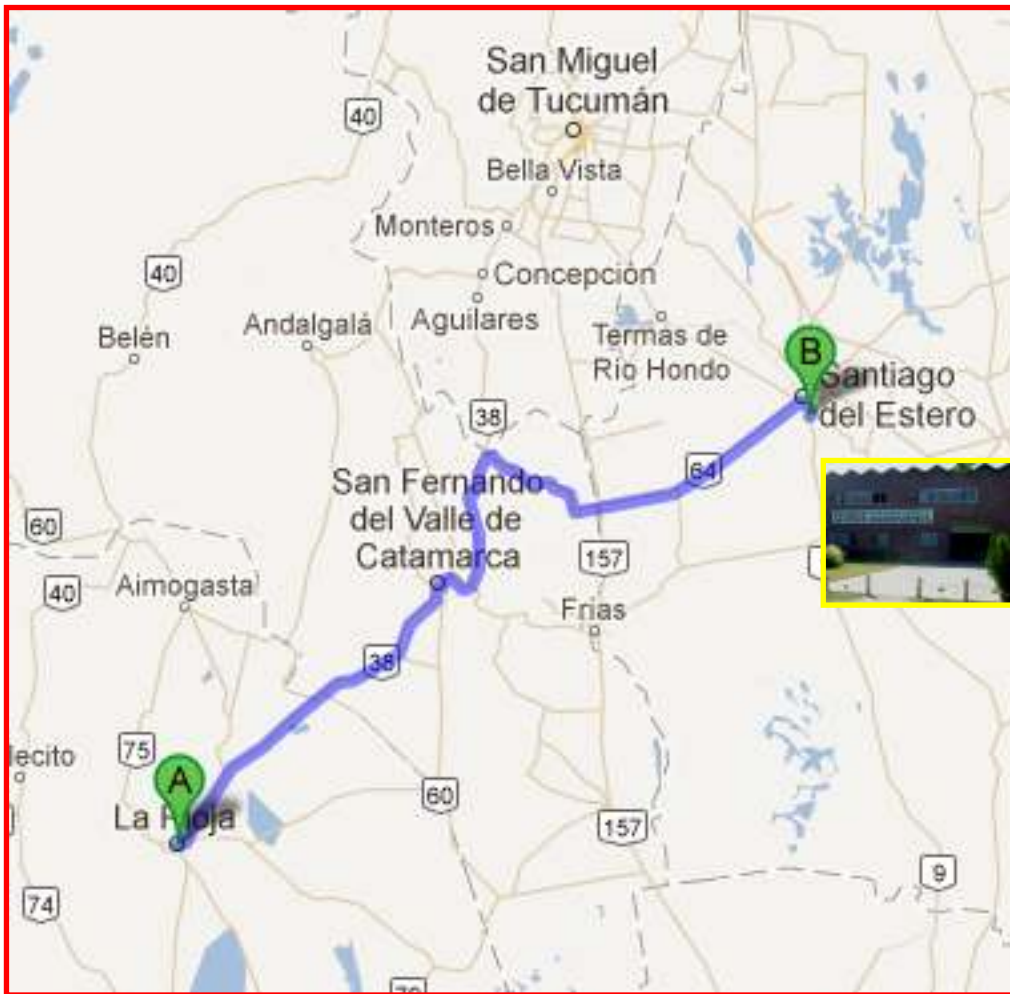 San Miguel
de Tucumán
40
Bella Vista
Monteros
40
Concepción
Andalgalá
Aguilares
Belén
Termas de
Río Hondo
B
Santiago
del Estero
38
64
San Fernando
del Valle de
Catamarca
60
157
40
Aimogasta
Frías
38
75
lecito
A
60
La Rioja
157
9
74